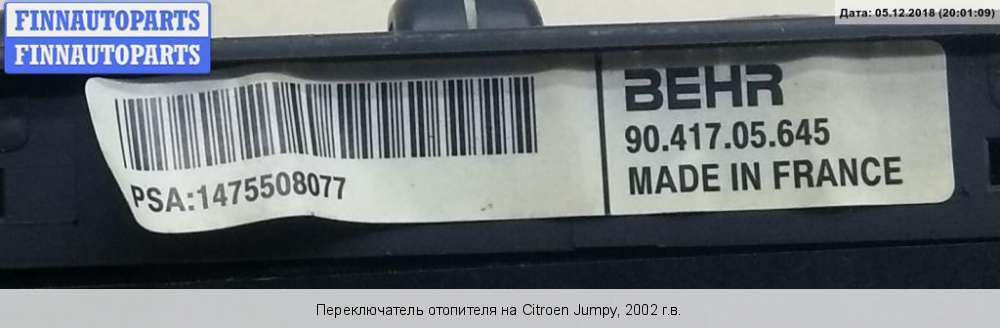 FINNAUTOPARTS
FINNAUTOPARTS
Дата: 05.12.2018 (20:01:09)
PSA:1475508077
BEHR
90.417.05.645
MADE IN FRANCE
Переключатель отопителя на Citroen Jumpy, 2002 г.в.